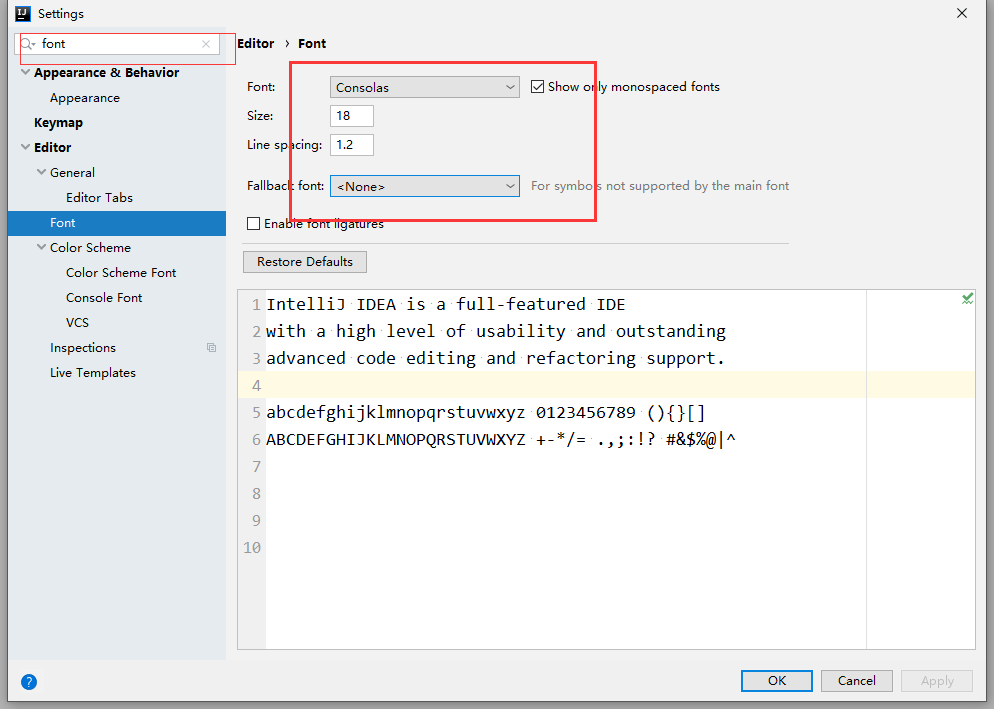 Settings
font
Appearance & Behavior
Appearance
Keymap
Editor
General
Editor Tabs
Font
Color Scheme
Color Scheme Font
Console Font
VCS
Inspections
Live Templates
Editor › Font
Font: Consolas Show only monospaced fonts
Size: 18
Line spacing: 1.2
Fallback font: <None> For symbols not supported by the main font
Enable font ligatures
Restore Defaults
1 IntelliJ IDEA is a full-featured IDE
2 with a high level of usability and outstanding
3 advanced code editing and refactoring support.
4
5 abcdefghijklmnopqrstuvwxyz 0123456789 (){}[]
6 ABCDEFGHIJKLMNOPQRSTUVWXYZ +-*/= .,;:!? #&$%@|^
7
8
9
10
? OK Cancel Apply